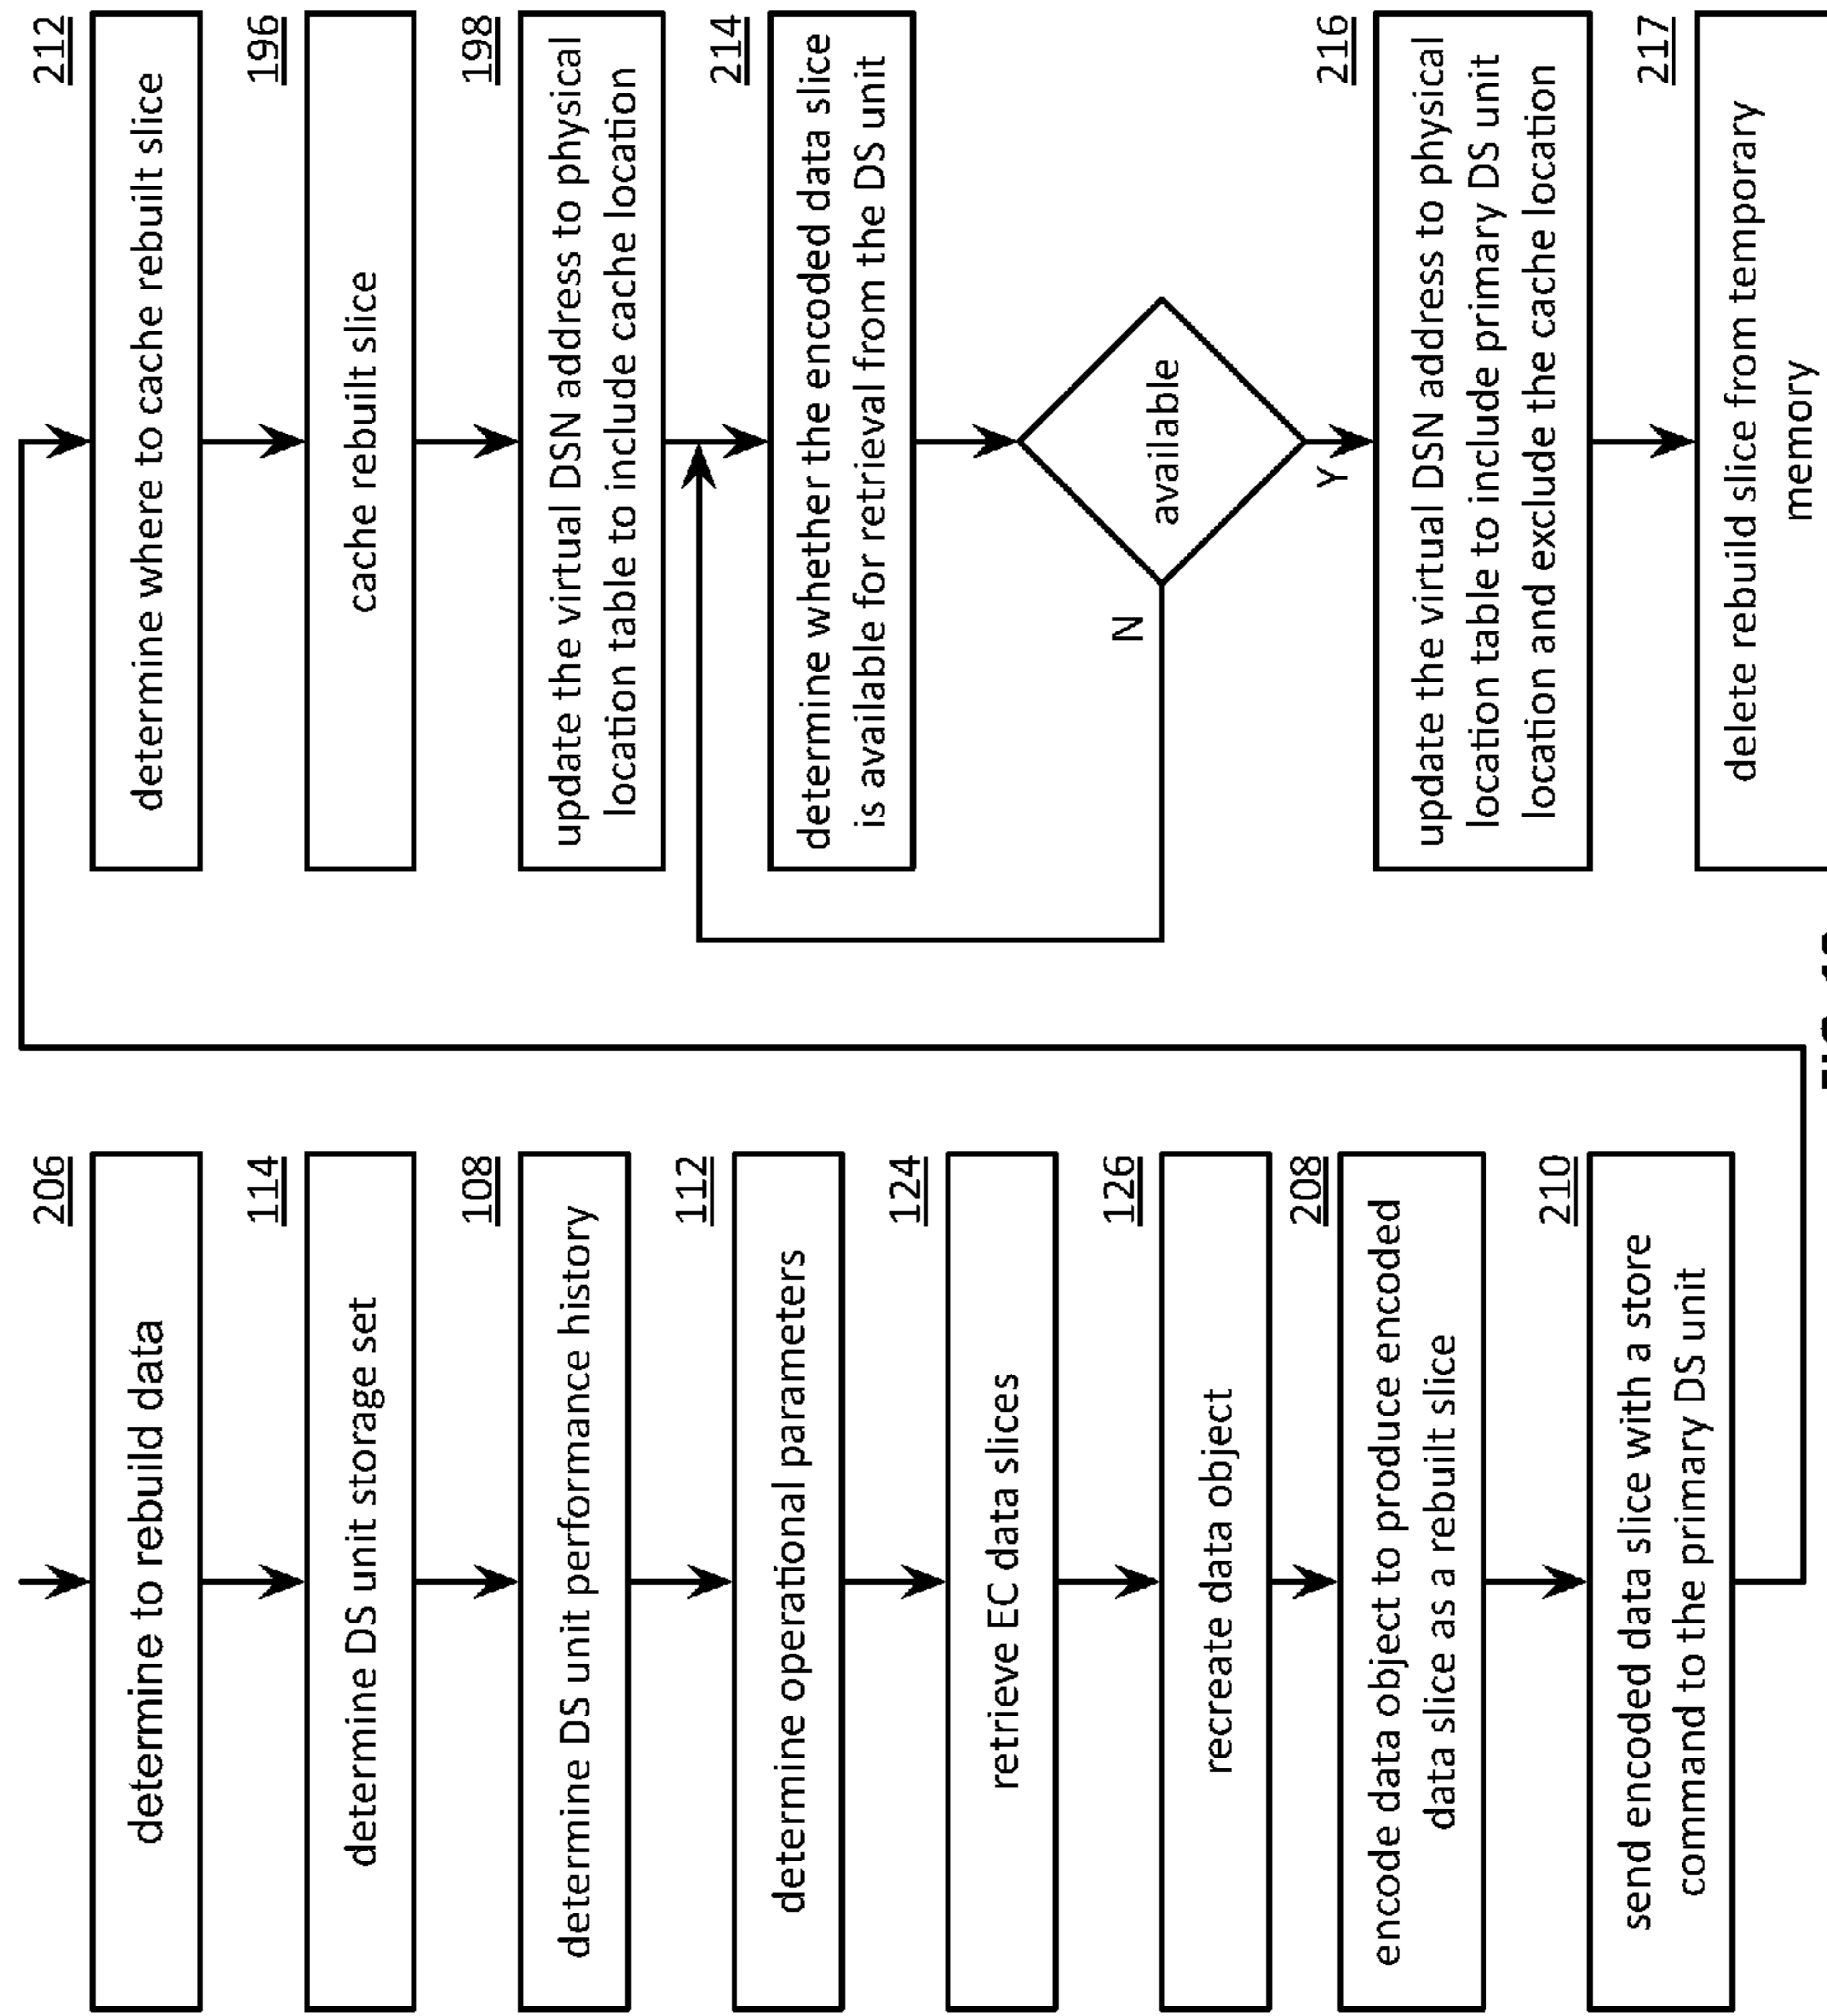 206
determine to rebuild data
114
determine DS unit storage set
108
determine DS unit performance history
112
determine operational parameters
124
retrieve EC data slices
126
recreate data object
208
encode data object to produce encoded
data slice as a rebuilt slice
210
send encoded data slice with a store
command to the primary DS unit
212
determine where to cache rebuilt slice
196
cache rebuilt slice
198
update the virtual DSN address to physical
location table to include cache location
214
determine whether the encoded data slice
is available for retrieval from the DS unit
available
N
Y
216
update the virtual DSN address to physical
location table to include primary DS unit
location and exclude the cache location
217
delete rebuild slice from temporary
memory